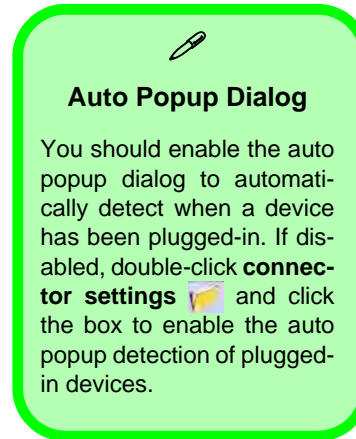 Auto Popup Dialog
You should enable the auto
popup dialog to automati-
cally detect when a device
has been plugged-in. If dis-
abled, double-click connec-
tor settings and click
the box to enable the auto
popup detection of plugged-
in devices.